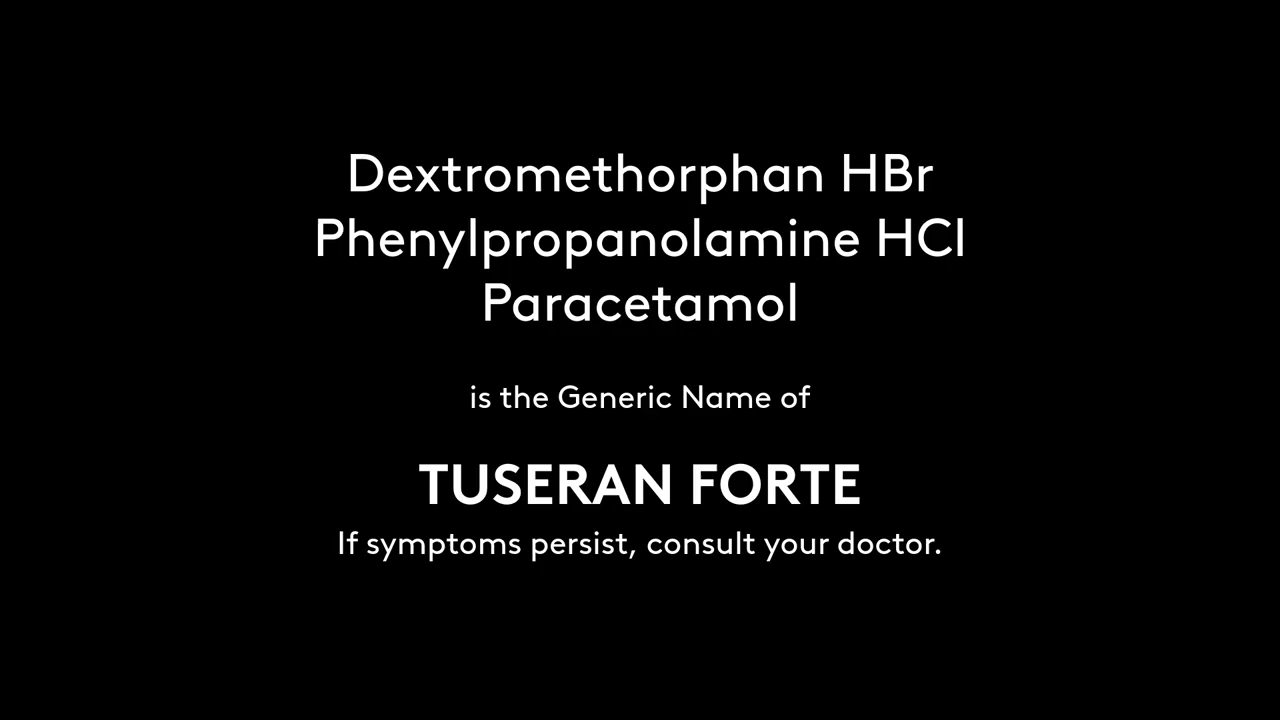 Dextromethorphan HBr
Phenylpropanolamine HCl
Paracetamol
is the Generic Name of
TUSERAN FORTE
If symptoms persist, consult your doctor.